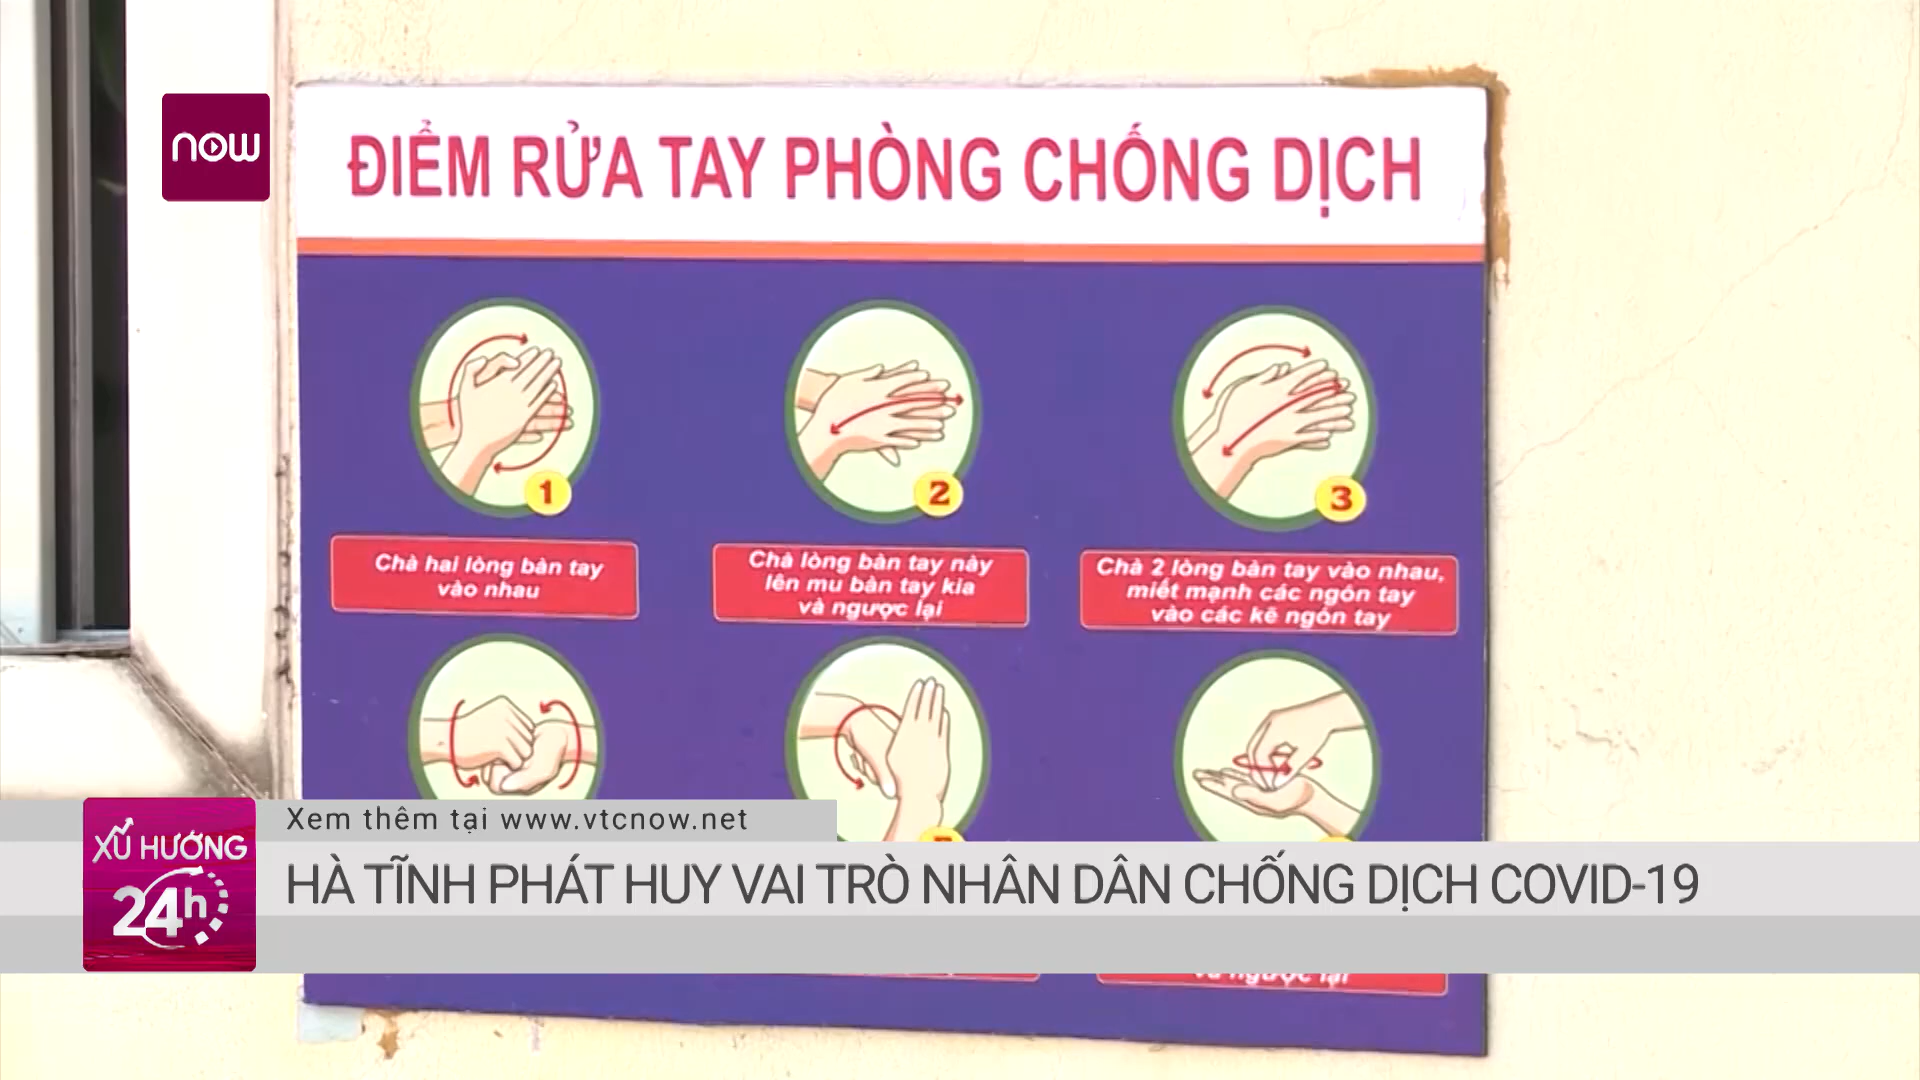 now
ĐIỂM RỬA TAY PHÒNG CHỐNG DỊCH
1
2
3
Chà hai lòng bàn tay
vào nhau
Chà lòng bàn tay này
lên mu bàn tay kia
và ngược lại
Chà 2 lòng bàn tay vào nhau,
miết mạnh các ngón tay
vào các kẽ ngón tay
Xem thêm tại www.vtcnow.net
XU HƯỚNG
24h
HÀ TĨNH PHÁT HUY VAI TRÒ NHÂN DÂN CHỐNG DỊCH COVID-19
và ngược lại